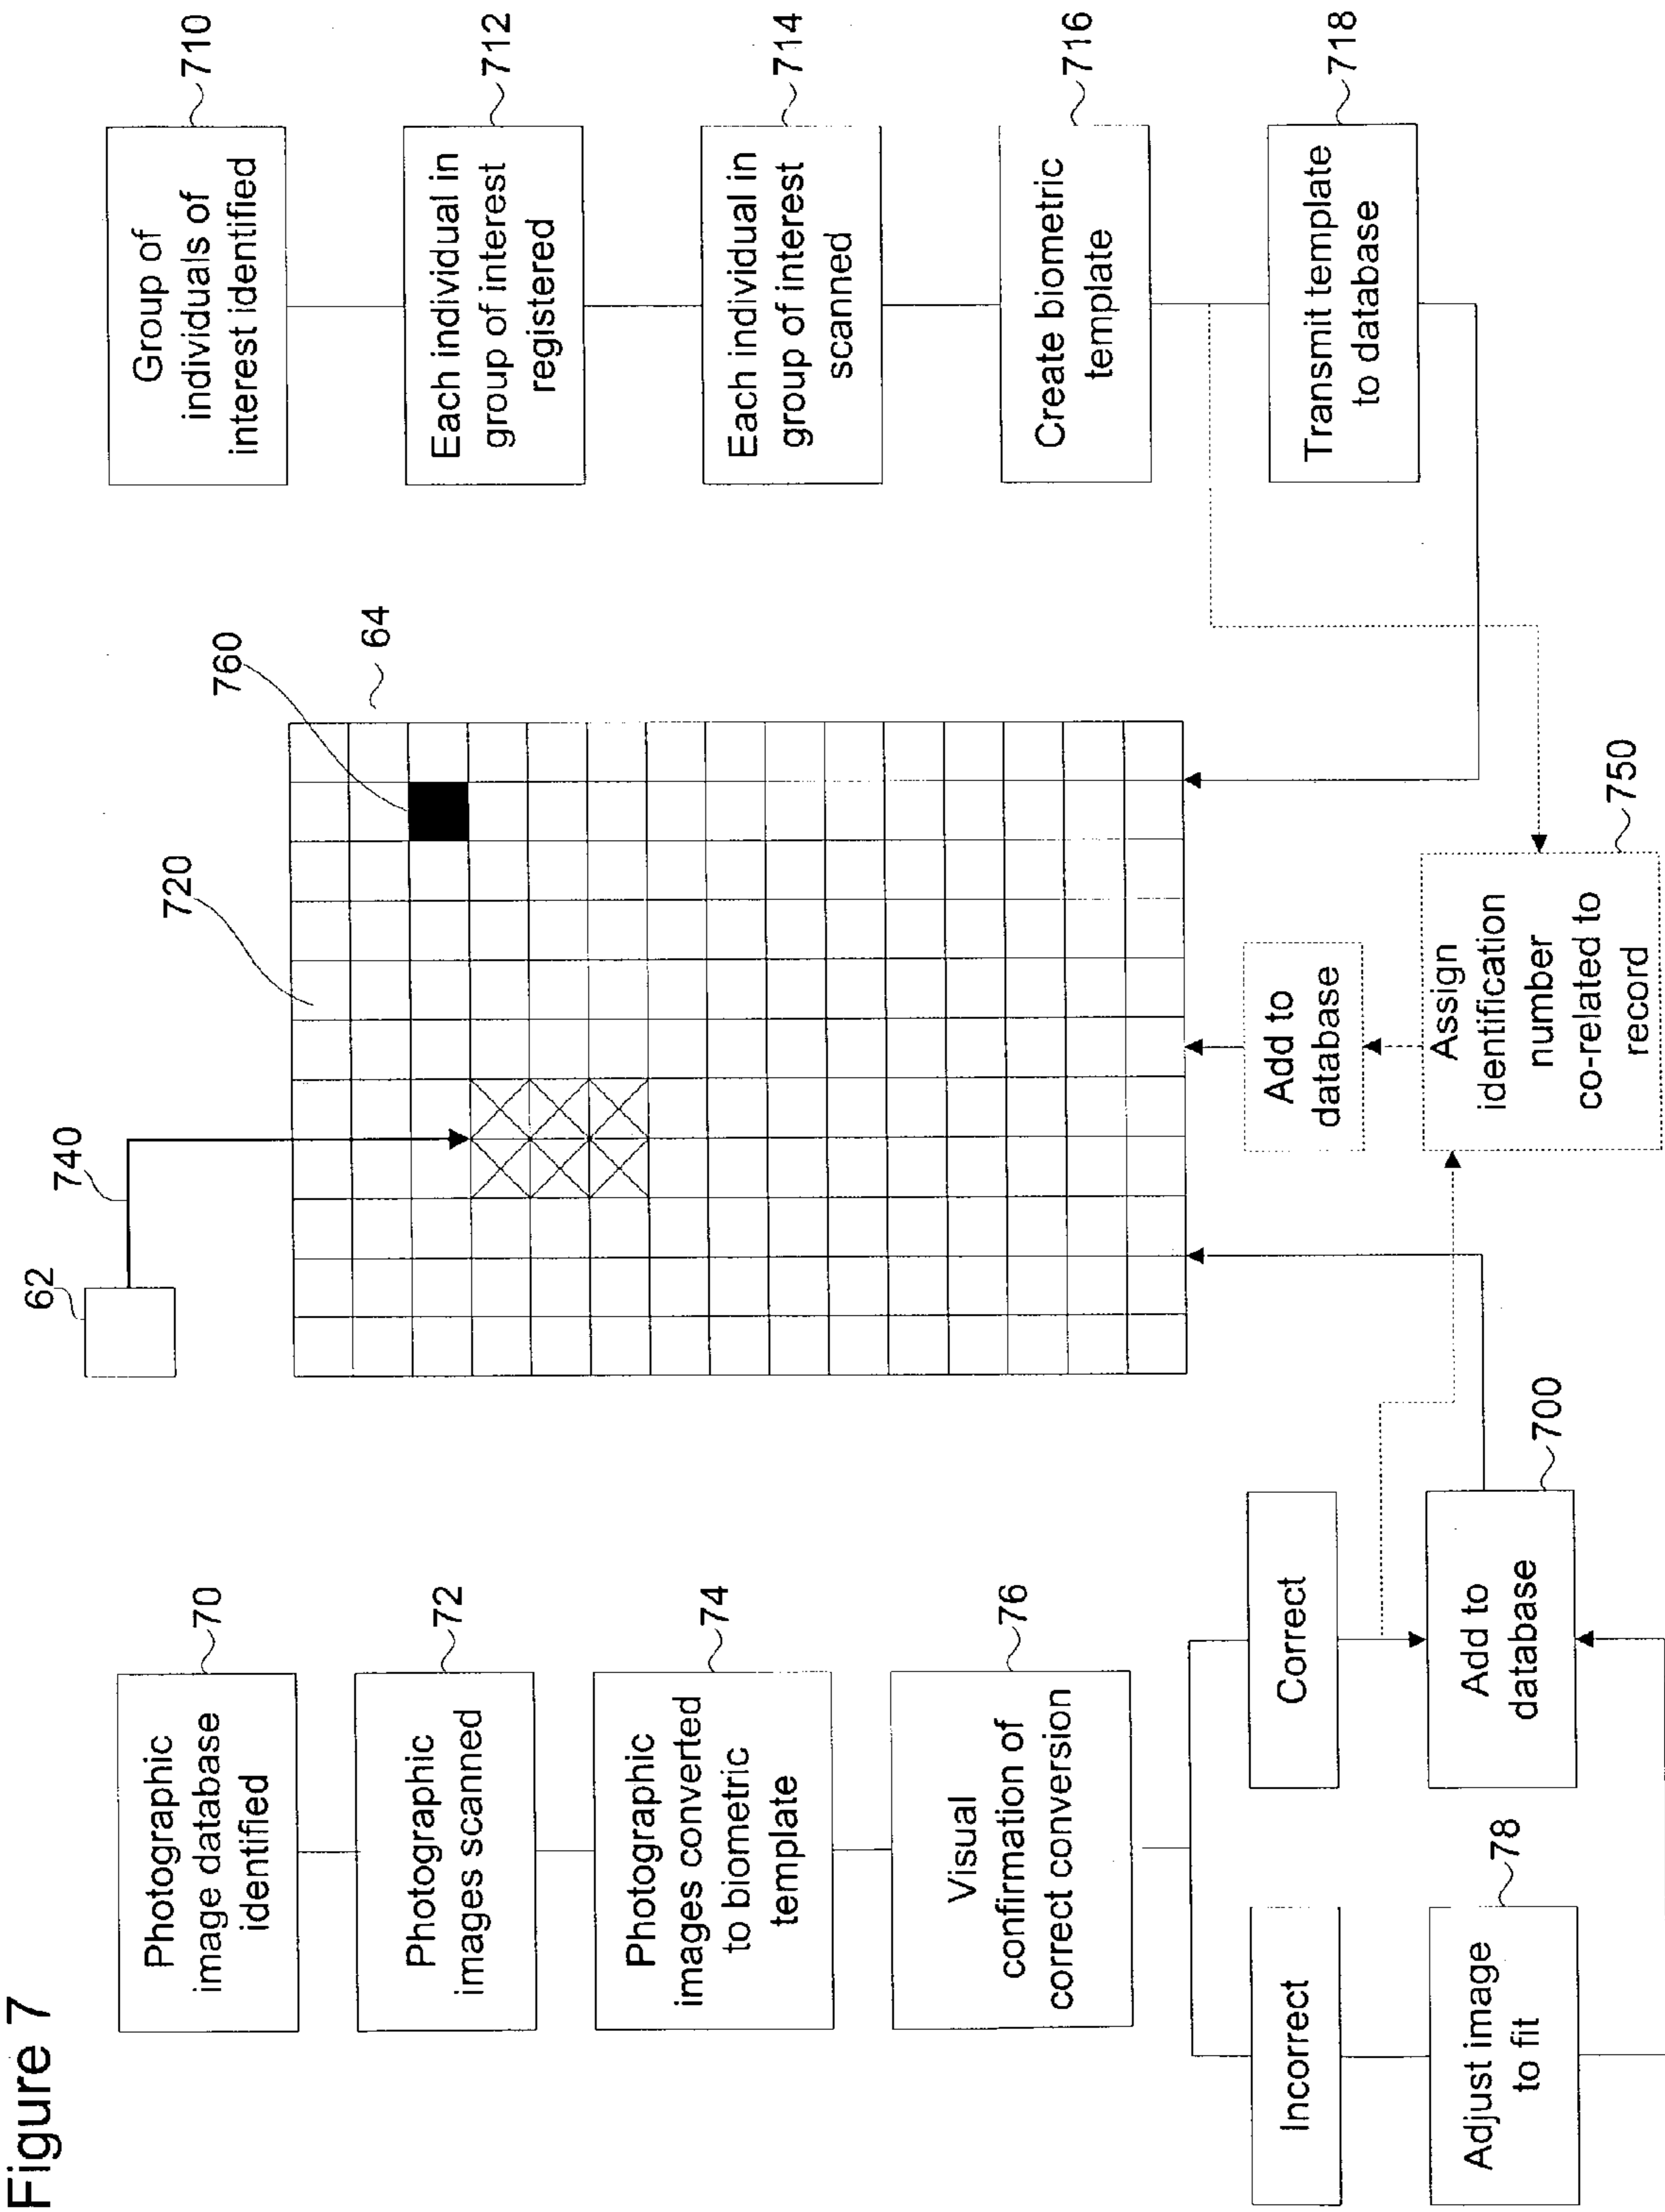 Figure 7
Photographic
image database
identified
70
Photographic
images scanned
72
Photographic
images converted
to biometric
template
74
Visual
confirmation of
correct conversion
76
Incorrect
Correct
Adjust image
to fit
78
Add to
database
700
62
740
720
760
64
Add to
database
Assign
identification
number
co-related to
record
750
Group of
individuals of
interest identified
710
Each individual in
group of interest
registered
712
Each individual in
group of interest
scanned
714
Create biometric
template
716
Transmit template
to database
718